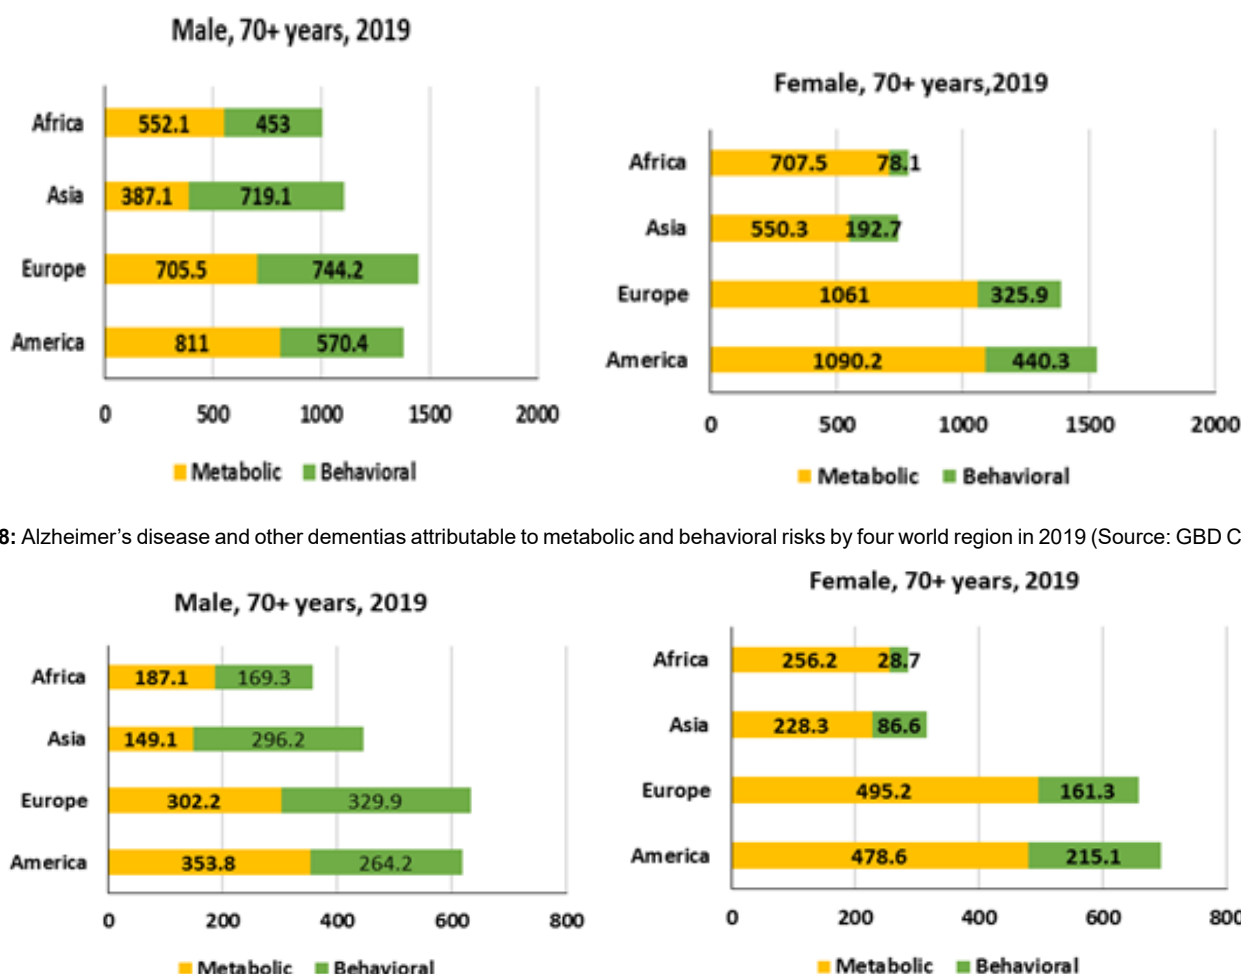 Male, 70+ years, 2019
Africa 552.1 453
Asia 387.1 719.1
Europe 705.5 744.2
America 811 570.4
0 500 1000 1500 2000
Metabolic Behavioral
Female, 70+ years,2019
Africa 707.5 78.1
Asia 550.3 192.7
Europe 1061 325.9
America 1090.2 440.3
0 500 1000 1500 2000
Metabolic Behavioral
8: Alzheimer’s disease and other dementias attributable to metabolic and behavioral risks by four world region in 2019 (Source: GBD C
Male, 70+ years, 2019
Africa 187.1 169.3
Asia 149.1 296.2
Europe 302.2 329.9
America 353.8 264.2
0 200 400 600 800
Metabolic Behavioral
Female, 70+ years, 2019
Africa 256.2 28.7
Asia 228.3 86.6
Europe 495.2 161.3
America 478.6 215.1
0 200 400 600 800
Metabolic Behavioral